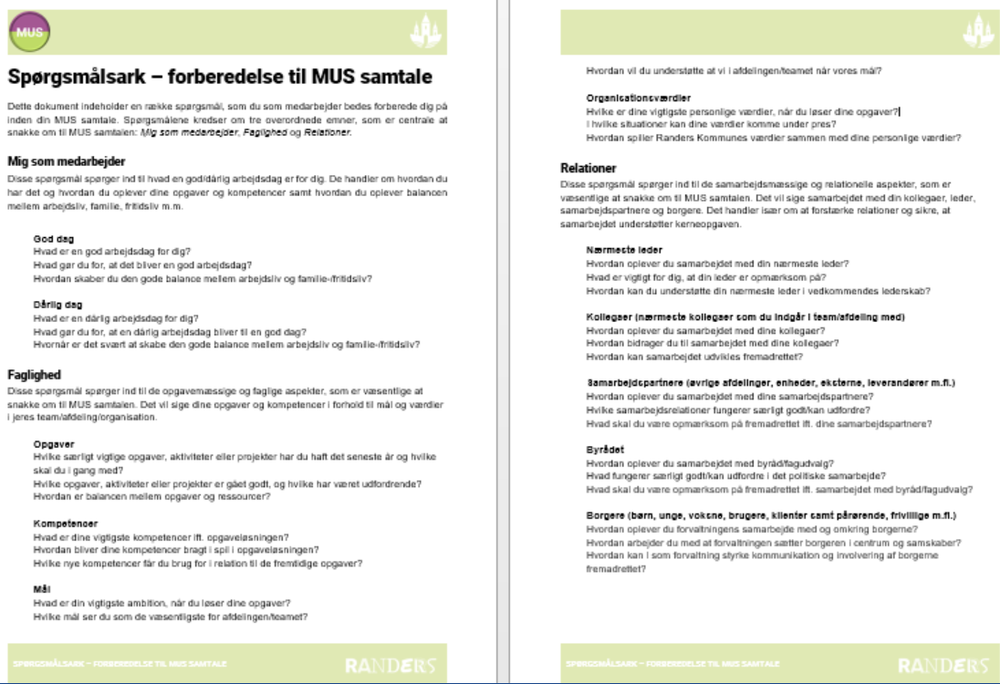 MUS
Spørgsmålsark – forberedelse til MUS samtale
Dette dokument indeholder en række spørgsmål, som du som medarbejder bedes forberede dig på
inden din MUS samtale. Spørgsmålene kredser om tre overordnede emner, som er centrale at
snakke om til MUS samtalen: Mig som medarbejder, Faglighed og Relationer.
Mig som medarbejder
Disse spørgsmål spørger ind til hvad en god/dårlig arbejdsdag er for dig. De handler om hvordan du
har det og hvordan du oplever dine opgaver og kompetencer samt hvordan du oplever balancen
mellem arbejdsliv, familie, fritidsliv m.m.
God dag
Hvad er en god arbejdsdag for dig?
Hvad gør du for, at det bliver en god arbejdsdag?
Hvordan skaber du den gode balance mellem arbejdsliv og familie-/fritidsliv?
Dårlig dag
Hvad er en dårlig arbejdsdag for dig?
Hvad gør du for, at en dårlig arbejdsdag bliver til en god dag?
Hvornår er det svært at skabe den gode balance mellem arbejdsliv og familie-/fritidsliv?
Faglighed
Disse spørgsmål spørger ind til de opgavemæssige og faglige aspekter, som er væsentlige at
snakke om til MUS samtalen. Det vil sige dine opgaver og kompetencer i forhold til mål og værdier
i jeres team/afdeling/organisation.
Opgaver
Hvilke særligt vigtige opgaver, aktiviteter eller projekter har du haft det seneste år og hvilke
skal du i gang med?
Hvilke opgaver, aktiviteter eller projekter er gået godt, og hvilke har været udfordrende?
Hvordan er balancen mellem opgaver og ressourcer?
Kompetencer
Hvad er dine vigtigste kompetencer ift. opgaveløsningen?
Hvordan bliver dine kompetencer bragt i spil i opgaveløsningen?
Hvilke nye kompetencer får du brug for i relation til de fremtidige opgaver?
Mål
Hvad er din vigtigste ambition, når du løser dine opgaver?
Hvilke mål ser du som de væsentligste for afdelingen/teamet?
SPØRGSMÅLSARK – FORBEREDELSE TIL MUS SAMTALE
RANDERS
Hvordan vil du understøtte at vi i afdelingen/teamet når vores mål?
Organisationsværdier
Hvilke er dine vigtigste personlige værdier, når du løser dine opgaver?
I hvilke situationer kan dine værdier komme under pres?
Hvordan spiller Randers Kommunes værdier sammen med dine personlige værdier?
Relationer
Disse spørgsmål spørger ind til de samarbejdsmæssige og relationelle aspekter, som er
væsentlige at snakke om til MUS samtalen. Det vil sige samarbejdet med din kollegaer, leder,
samarbejdspartnere og borgere. Det handler især om at forstærke relationer og sikre, at
samarbejdet understøtter kerneopgaven.
Nærmeste leder
Hvordan oplever du samarbejdet med din nærmeste leder?
Hvad er vigtigt for dig, at din leder er opmærksom på?
Hvordan kan du understøtte din nærmeste leder i vedkommendes lederskab?
Kollegaer (nærmeste kollegaer som du indgår i team/afdeling med)
Hvordan oplever du samarbejdet med dine kollegaer?
Hvordan bidrager du til samarbejdet med dine kollegaer?
Hvordan kan samarbejdet udvikles fremadrettet?
Samarbejdspartnere (øvrige afdelinger, enheder, eksterne, leverandører m.fl.)
Hvordan oplever du samarbejdet med dine samarbejdspartnere?
Hvilke samarbejdsrelationer fungerer særligt godt/kan udfordre?
Hvad skal du være opmærksom på fremadrettet ift. dine samarbejdspartnere?
Byrådet
Hvordan oplever du samarbejdet med byråd/fagudvalg?
Hvad fungerer særligt godt/kan udfordre i det politiske samarbejde?
Hvad skal du være opmærksom på fremadrettet ift. samarbejdet med byråd/fagudvalg?
Borgere (børn, unge, voksne, brugere, klienter samt pårørende, frivillige m.fl.)
Hvordan oplever du forvaltningens samarbejde med og omkring borgerne?
Hvordan arbejder du med at forvaltningen sætter borgeren i centrum og samskaber?
Hvordan kan I som forvaltning styrke kommunikation og involvering af borgerne
fremadrettet?
SPØRGSMÅLSARK – FORBEREDELSE TIL MUS SAMTALE
RANDERS